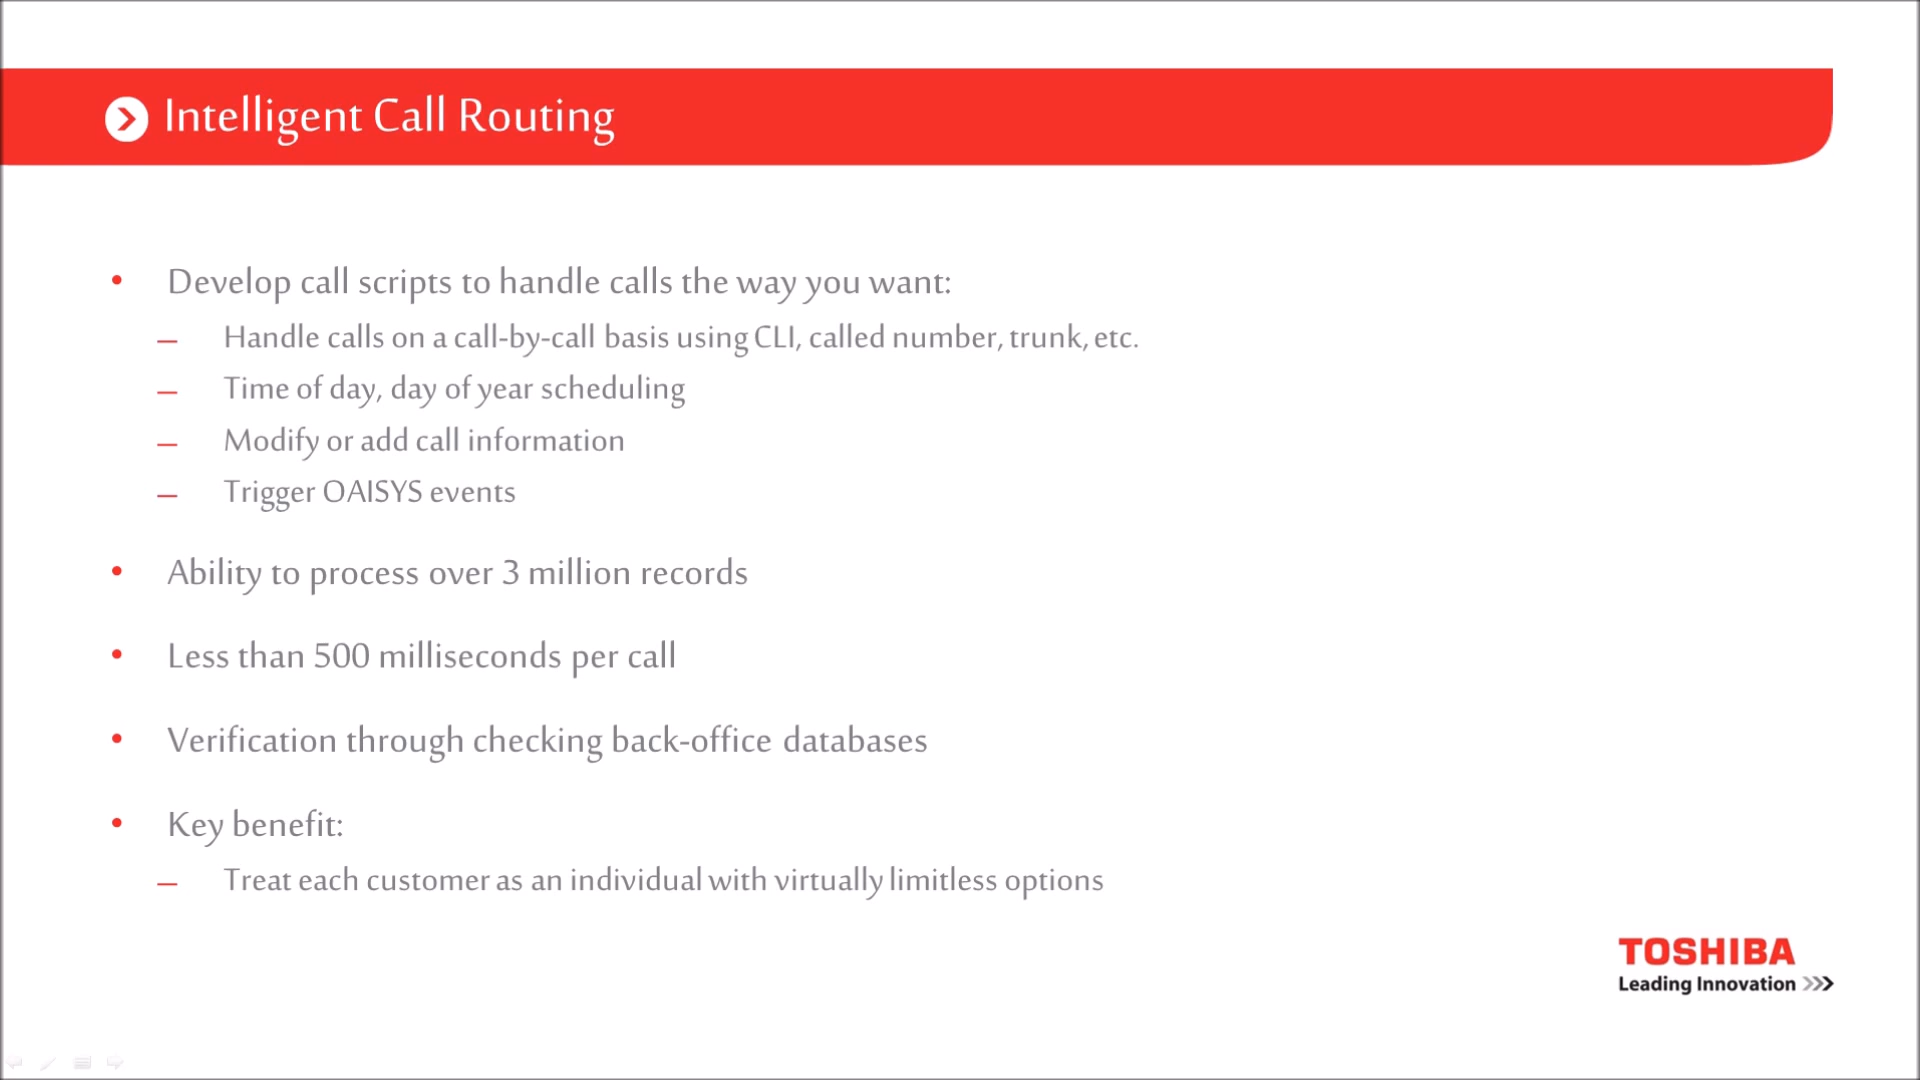 Intelligent Call Routing
• Develop call scripts to handle calls the way you want:
– Handle calls on a call-by-call basis using CLI, called number, trunk, etc.
– Time of day, day of year scheduling
– Modify or add call information
– Trigger OAISYS events
• Ability to process over 3 million records
• Less than 500 milliseconds per call
• Verification through checking back-office databases
• Key benefit:
– Treat each customer as an individual with virtually limitless options
TOSHIBA
Leading Innovation >>>